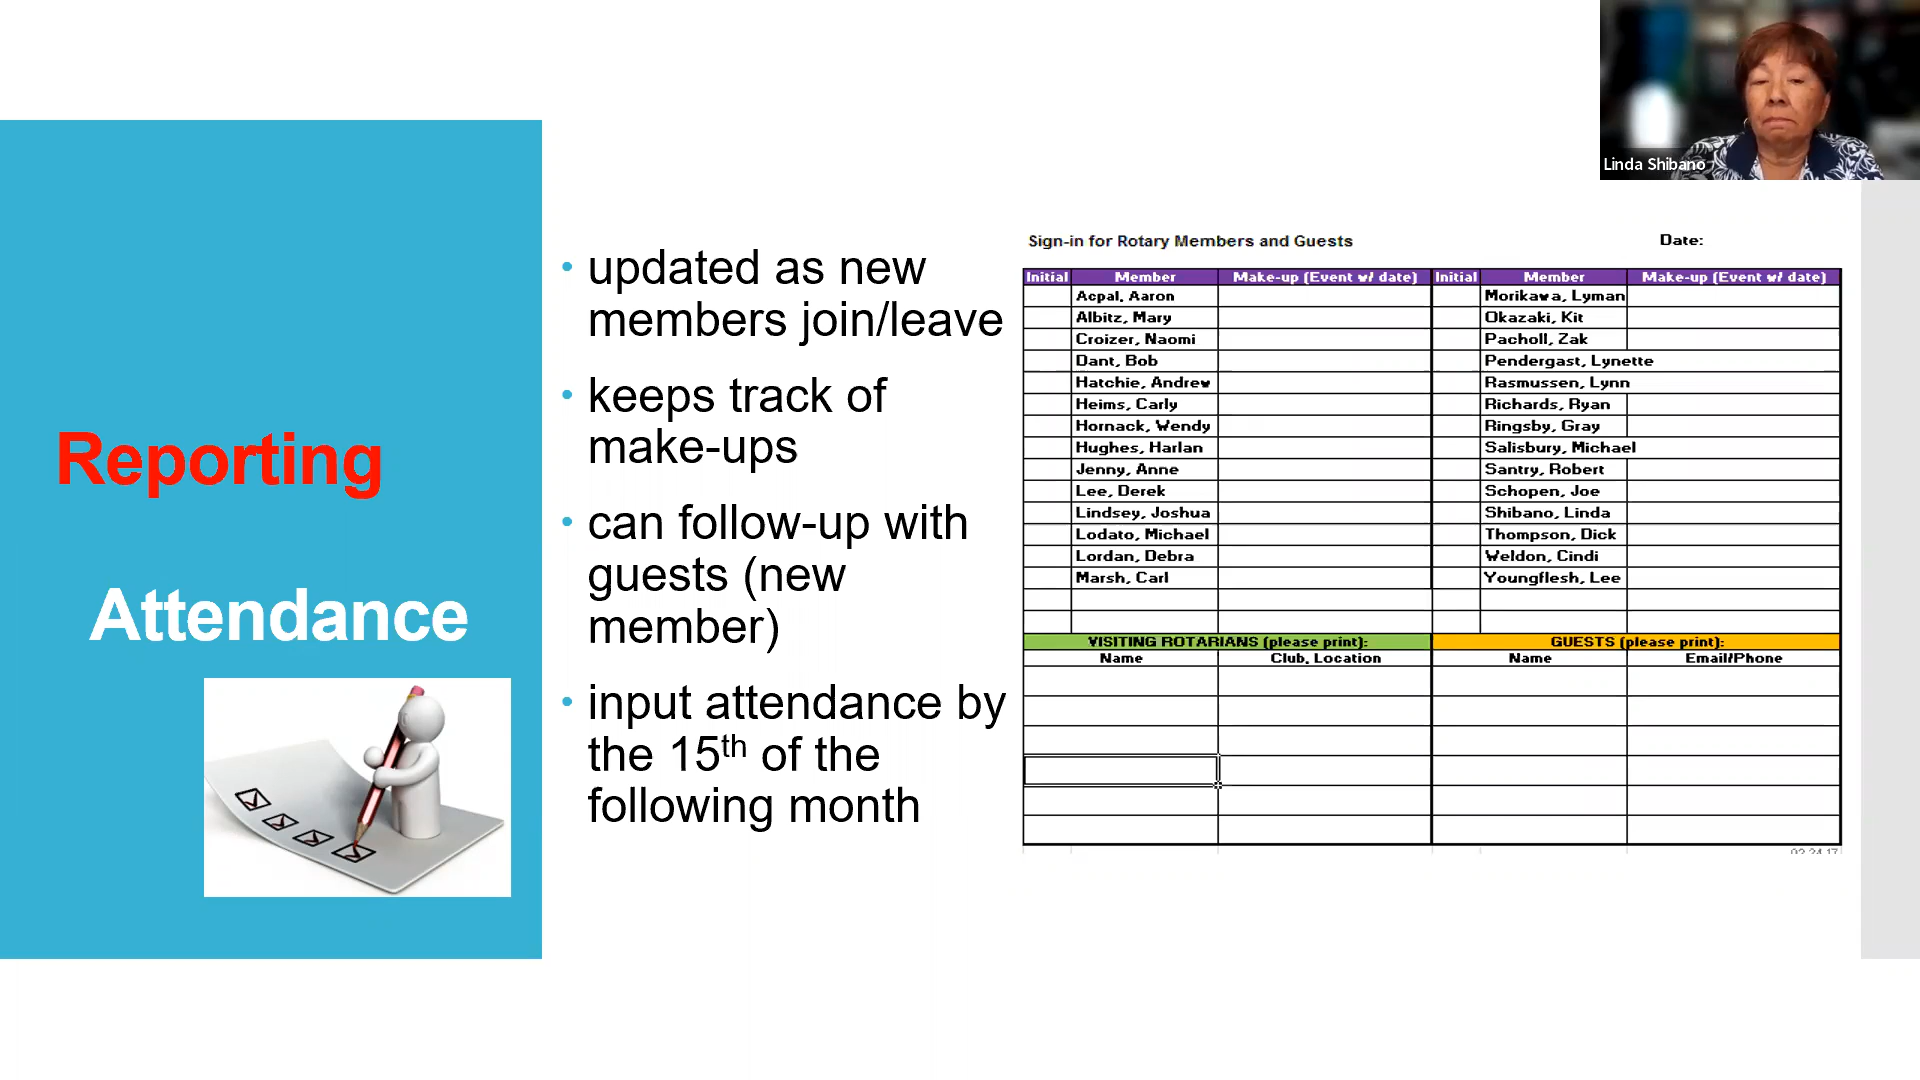 Linda Shibano
Reporting
Attendance
updated as new
members join/leave
keeps track of
make-ups
can follow-up with
guests (new
member)
input attendance by
the 15th of the
following month
Sign-in for Rotary Members and Guests Date:
Initial Member Make-up (Event w/ date) Initial Member Make-up (Event w/ date)
Acpal, Aaron Morikawa, Lyman
Albitz, Mary Okazaki, Kit
Croizer, Naomi Pacholl, Zak
Dant, Bob Pendergast, Lynette
Hatchie, Andrew Rasmussen, Lynn
Heims, Carly Richards, Ryan
Hornack, Wendy Ringsby, Gray
Hughes, Harlan Salisbury, Michael
Jenny, Anne Santry, Robert
Lee, Derek Schopen, Joe
Lindsey, Joshua Shibano, Linda
Lodato, Michael Thompson, Dick
Lordan, Debra Weldon, Cindi
Marsh, Carl Youngflesh, Lee
VISITING ROTARIANS (please print): GUESTS (please print):
Name Club, Location Name Email/Phone